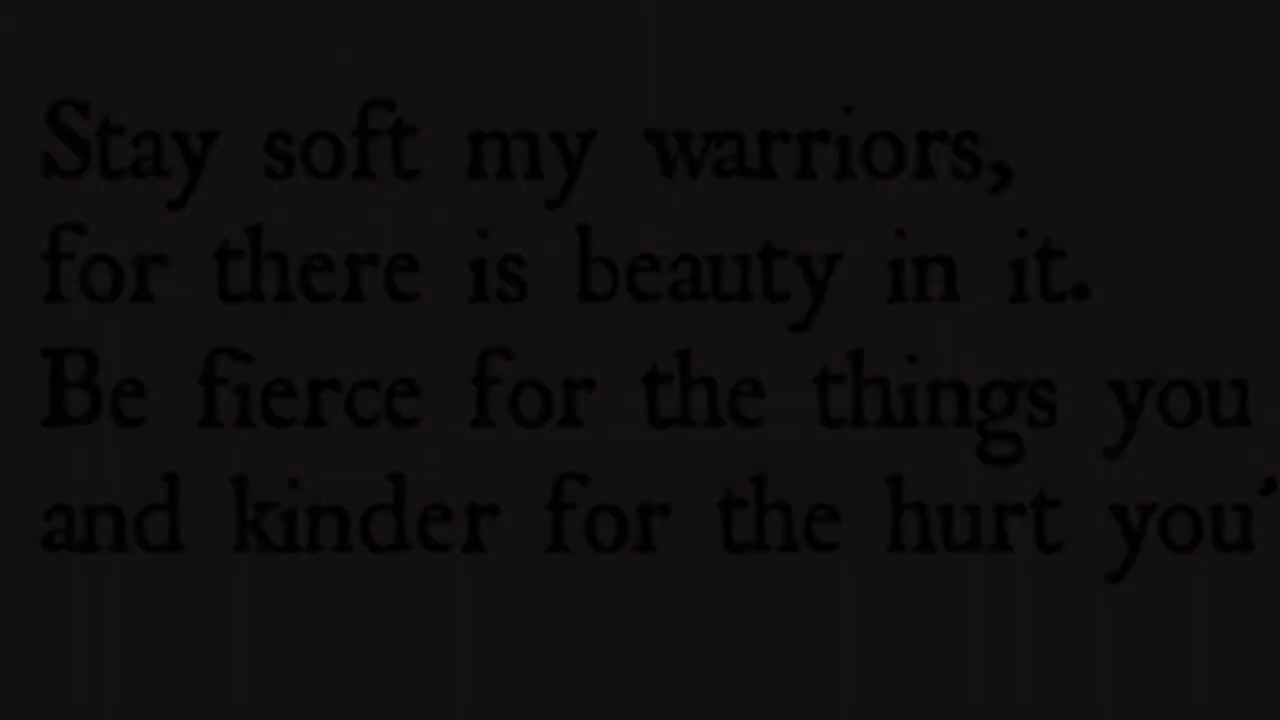 Stay soft my warriors,
for there is beauty in it.
Be fierce for the things you
and kinder for the hurt you'